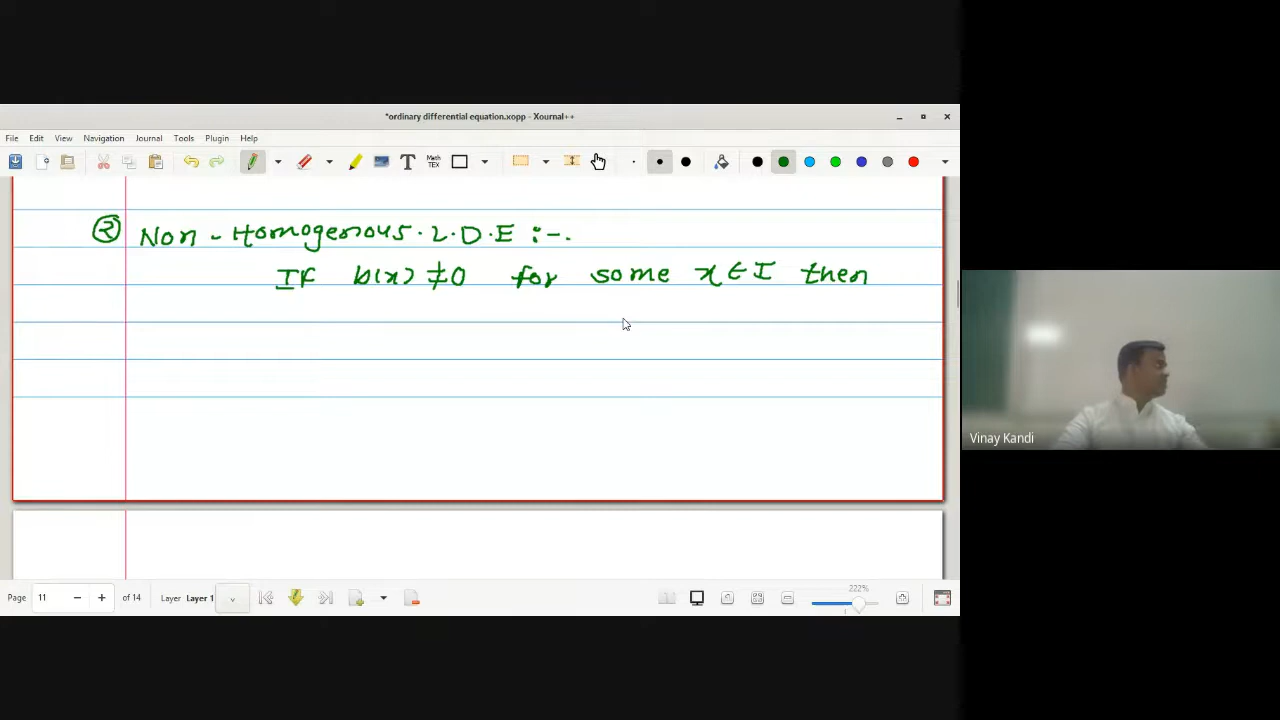 *ordinary differential equation.xopp - Xournal++
File Edit View Navigation Journal Tools Plugin Help
② Non - Homogenous. L.D.E :-.
If b(x) ≠0 for some x∈I then
Vinay Kandi
Page 11 of 14 Layer Layer 1 222%